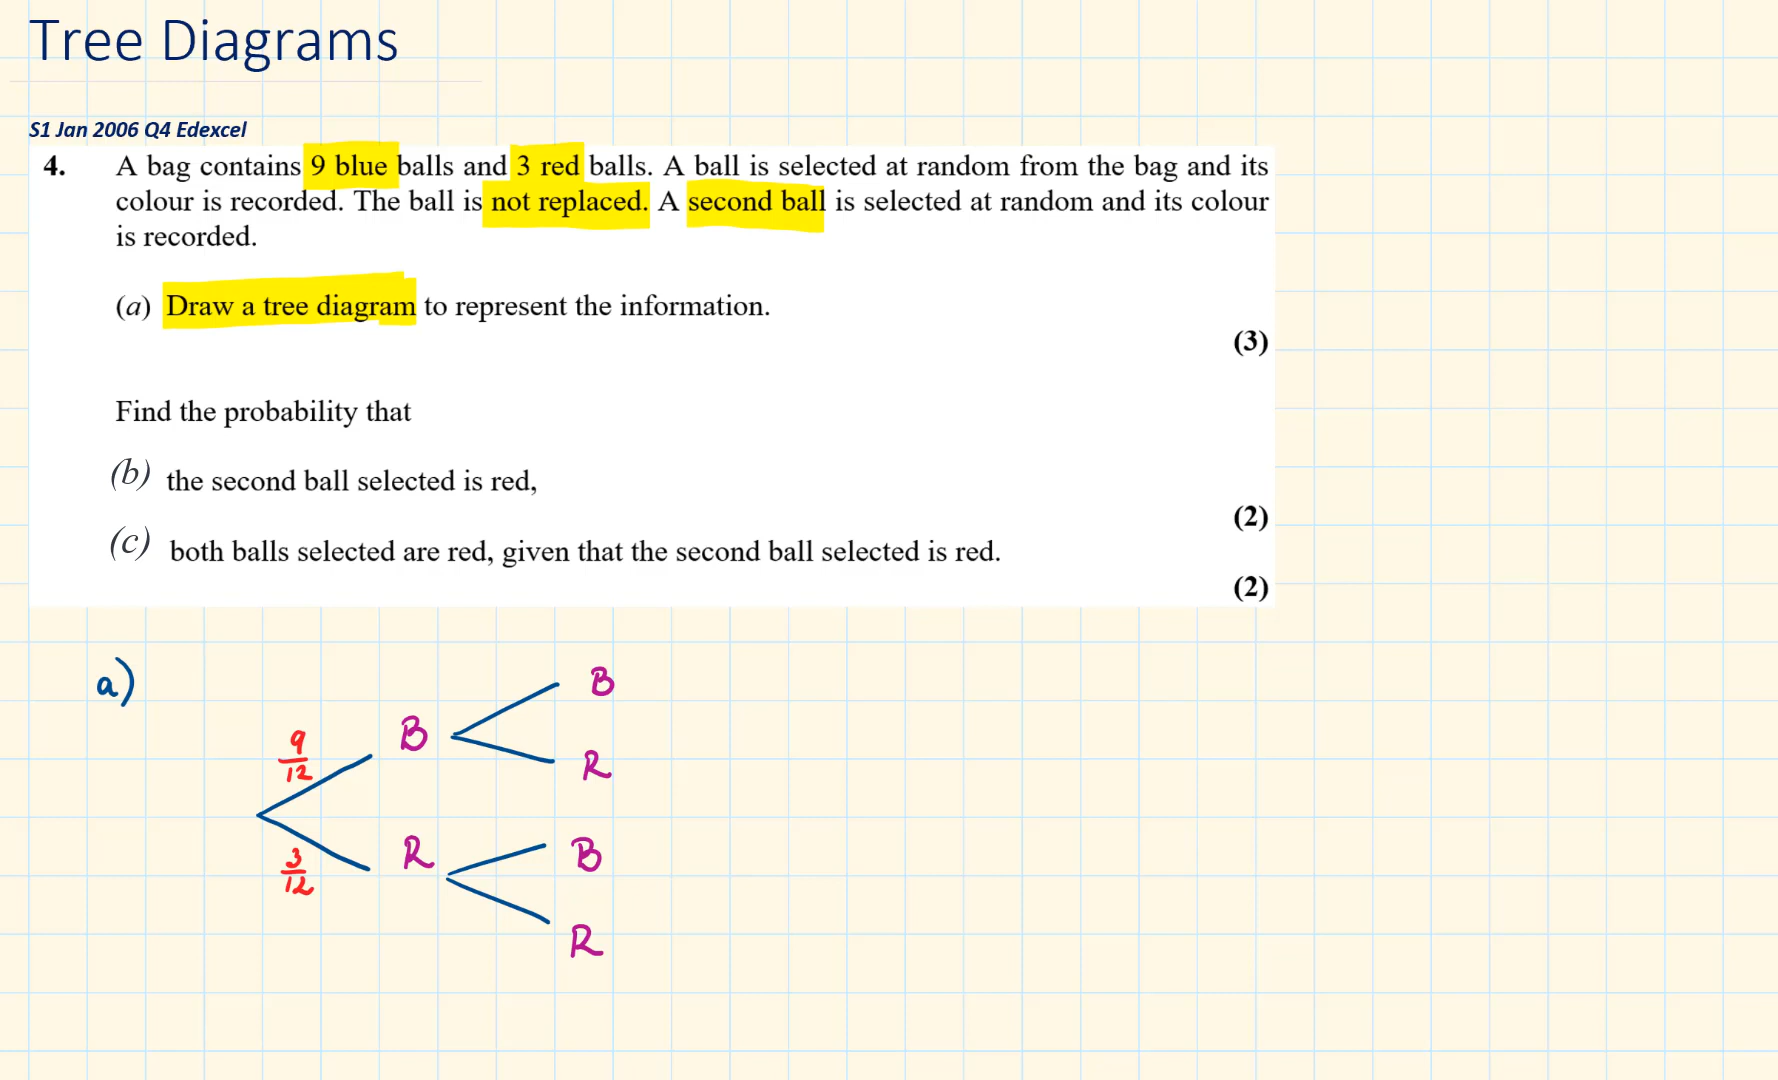 Tree Diagrams
S1 Jan 2006 Q4 Edexcel
4. A bag contains 9 blue balls and 3 red balls. A ball is selected at random from the bag and its
colour is recorded. The ball is not replaced. A second ball is selected at random and its colour
is recorded.
(a) Draw a tree diagram to represent the information.
(3)
Find the probability that
(b) the second ball selected is red,
(2)
(c) both balls selected are red, given that the second ball selected is red.
(2)
a)
B
9/12 B
R
3/12 R B
R